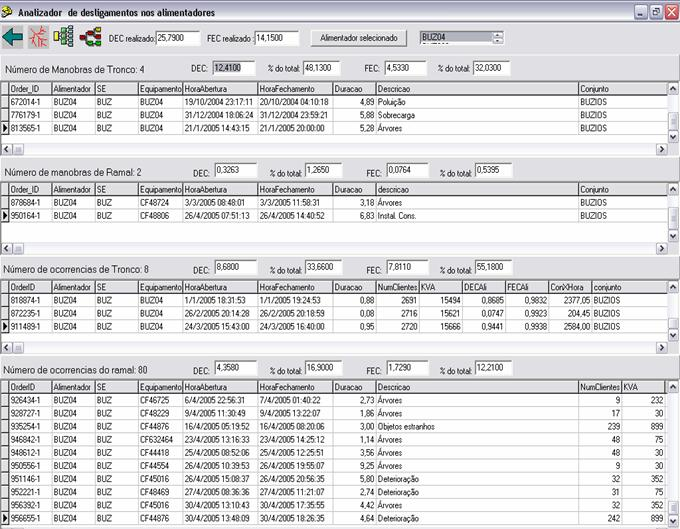 Analizador de desligamentos nos alimentadores
DEC realizado: 25,7900 FEC realizado : 14,1500 Alimentador selecionado BUZ04
Número de Manobras de Tronco: 4 DEC: 12,4100 % do total: 48,1300 FEC: 4,5330 % do total: 32,0300
Order_ID Alimentador SE Equipamento HoraAbertura HoraFechamento Duracao Descricao Conjunto
672014-1 BUZ04 BUZ BUZ04 19/10/2004 23:17:11 20/10/2004 04:10:18 4,89 Poluição BUZIOS
776179-1 BUZ04 BUZ BUZ04 31/12/2004 18:06:24 31/12/2004 23:59:21 5,88 Sobrecarga BUZIOS
813565-1 BUZ04 BUZ BUZ04 21/1/2005 14:43:15 21/1/2005 20:00:00 5,28 Árvores BUZIOS
Número de manobras de Ramal: 2 DEC: 0,3263 % do total: 1,2650 FEC: 0,0764 % do total: 0,5395
Order_ID Alimentador SE Equipamento HoraAbertura HoraFechamento Duracao descricao Conjunto
878684-1 BUZ04 BUZ CF48724 3/3/2005 08:48:01 3/3/2005 11:58:31 3,18 Árvores BUZIOS
950164-1 BUZ04 BUZ CF48806 26/4/2005 07:51:13 26/4/2005 14:40:52 6,83 Instal. Cons. BUZIOS
Número de ocorrencias de Tronco: 8 DEC: 8,6800 % do total: 33,6600 FEC: 7,8110 % do total: 55,1800
OrderID Alimentador SE Equipamento HoraAbertura HoraFechamento Duracao NumClientes KVA DECAli FECAli ConXHora conjunto
818874-1 BUZ04 BUZ BUZ04 1/1/2005 18:31:53 1/1/2005 19:24:53 0,88 2691 15494 0,8685 0,9832 2377,05 BUZIOS
872235-1 BUZ04 BUZ BUZ04 26/2/2005 20:14:28 26/2/2005 20:18:59 0,08 2716 15621 0,0747 0,9923 204,45 BUZIOS
911489-1 BUZ04 BUZ BUZ04 24/3/2005 15:43:00 24/3/2005 16:40:00 0,95 2720 15666 0,9441 0,9938 2584,00 BUZIOS
Número de ocorrencias do ramal: 80 DEC: 4,3580 % do total: 16,9000 FEC: 1,7290 % do total: 12,2100
OrderID Alimentador SE Equipamento HoraAbertura HoraFechamento Duracao Descricao NumClientes KVA
926434-1 BUZ04 BUZ CF46725 6/4/2005 22:56:31 7/4/2005 01:40:22 2,73 Árvores 9 232
928727-1 BUZ04 BUZ CF48229 9/4/2005 11:30:49 9/4/2005 13:22:07 1,86 Árvores 17 30
935254-1 BUZ04 BUZ CF44876 16/4/2005 05:19:52 16/4/2005 08:20:06 3,00 Objetos estranhos 239 899
946842-1 BUZ04 BUZ CF632464 23/4/2005 13:16:33 23/4/2005 14:25:12 1,14 Árvores 48 75
948612-1 BUZ04 BUZ CF44418 25/4/2005 08:52:06 25/4/2005 12:25:51 3,56 Árvores 48 30
950556-1 BUZ04 BUZ CF44554 26/4/2005 10:39:53 26/4/2005 19:55:07 9,25 Árvores 9 30
951146-1 BUZ04 BUZ CF45016 26/4/2005 15:08:37 26/4/2005 20:56:35 5,80 Deterioração 32 352
952221-1 BUZ04 BUZ CF48469 27/4/2005 08:36:36 27/4/2005 11:21:07 2,74 Deterioração 31 75
956392-1 BUZ04 BUZ CF45016 30/4/2005 13:10:43 30/4/2005 17:35:55 4,42 Árvores 32 352
956655-1 BUZ04 BUZ CF44876 30/4/2005 13:48:09 30/4/2005 18:26:35 4,64 Deterioração 242 899